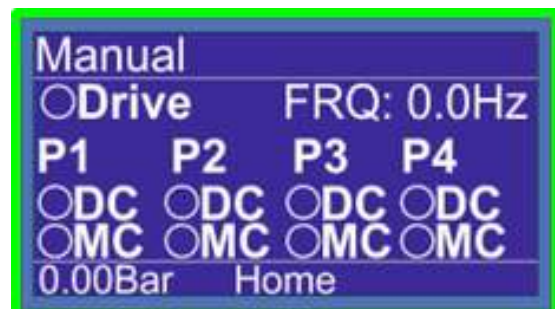 Manual
○Drive FRQ: 0.0Hz
P1 P2 P3 P4
○DC ○DC ○DC ○DC
○MC ○MC ○MC ○MC
0.00Bar Home